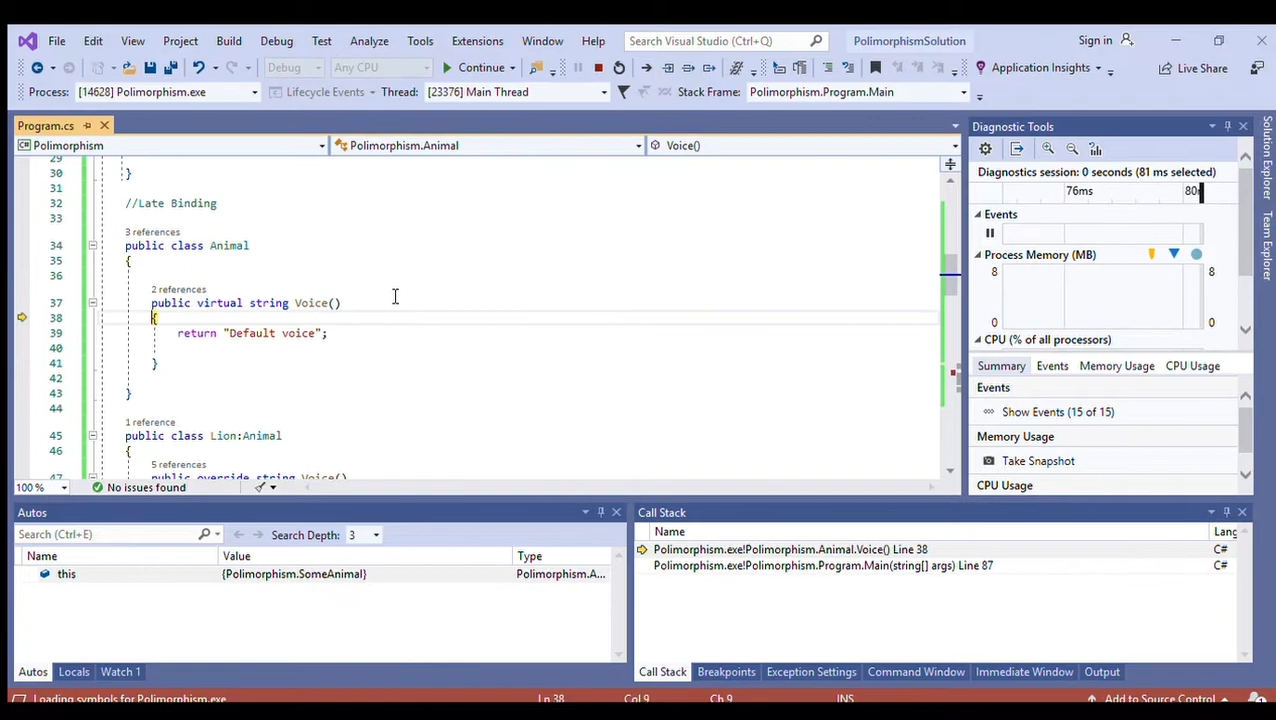 File Edit View Project Build Debug Test Analyze Tools Extensions Window Help Search Visual Studio (Ctrl+Q) PolimorphismSolution Sign in
Debug Any CPU Continue Application Insights Live Share
Process: [14628] Polimorphism.exe Lifecycle Events Thread: [23376] Main Thread Stack Frame: Polimorphism.Program.Main
Program.cs
Polimorphism Polimorphism.Animal Voice()
29
30 }
31
32 //Late Binding
33
3 references
34 public class Animal
35 {
36
2 references
37 public virtual string Voice()
38 {
39 return "Default voice";
40
41 }
42
43 }
44
1 reference
45 public class Lion:Animal
46 {
5 references
47 public override string Voice()
100 % No issues found
Diagnostic Tools
Diagnostics session: 0 seconds (81 ms selected)
76ms 80
Events
Process Memory (MB)
8 8
0 0
CPU (% of all processors)
Summary Events Memory Usage CPU Usage
Events
Show Events (15 of 15)
Memory Usage
Take Snapshot
CPU Usage
Solution Explorer
Team Explorer
Autos
Search (Ctrl+E) Search Depth: 3
Name Value Type
this {Polimorphism.SomeAnimal} Polimorphism.A...
Autos Locals Watch 1
Call Stack
Name Lang
Polimorphism.exe!Polimorphism.Animal.Voice() Line 38 C#
Polimorphism.exe!Polimorphism.Program.Main(string[] args) Line 87 C#
Call Stack Breakpoints Exception Settings Command Window Immediate Window Output
Loading symbols for Polimorphism.exe Ln 38 Col 9 Ch 9 INS Add to Source Control